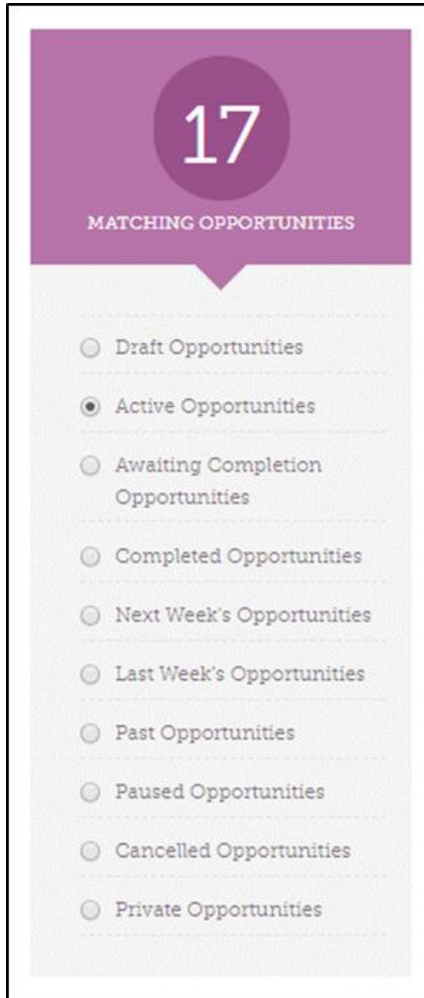 17
MATCHING OPPORTUNITIES
Draft Opportunities
Active Opportunities
Awaiting Completion
Opportunities
Completed Opportunities
Next Week's Opportunities
Last Week's Opportunities
Past Opportunities
Paused Opportunities
Cancelled Opportunities
Private Opportunities